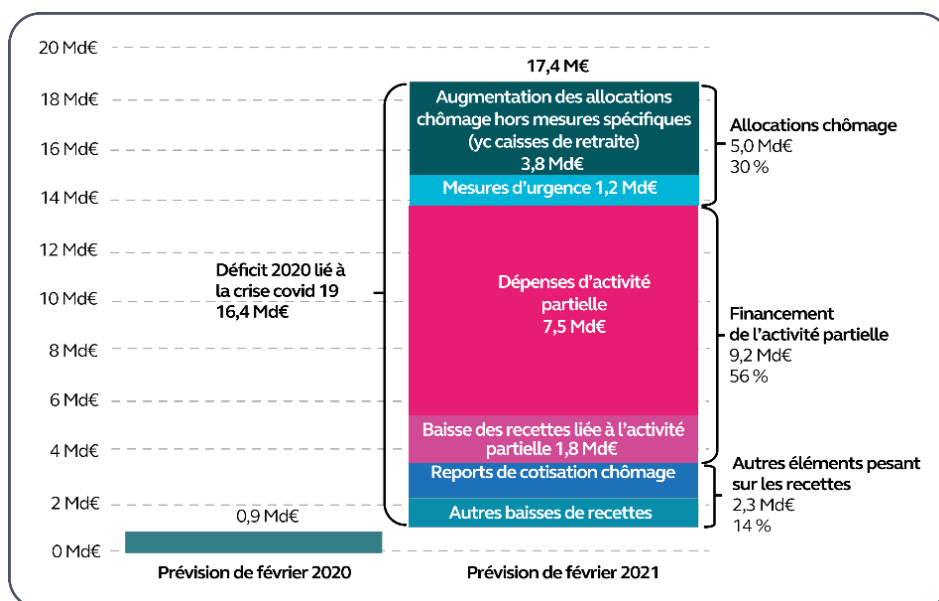 20 Md€
18 Md€
16 Md€
14 Md€
12 Md€
10 Md€
8 Md€
6 Md€
4 Md€
2 Md€
0 Md€
17,4 M€
Augmentation des allocations
chômage hors mesures spécifiques
(yc caisses de retraite)
3,8 Md€
Mesures d'urgence 1,2 Md€
Dépenses d'activité
partielle
7,5 Md€
Baisse des recettes liée à l'activité
partielle 1,8 Md€
Reports de cotisation chômage
Autres baisses de recettes
Déficit 2020 lié à
la crise covid 19
16,4 Md€
Allocations chômage
5,0 Md€
30 %
Financement
de l'activité partielle
9,2 Md€
56 %
Autres éléments pesant
sur les recettes
2,3 Md€
14 %
0,9 Md€
Prévision de février 2020
Prévision de février 2021